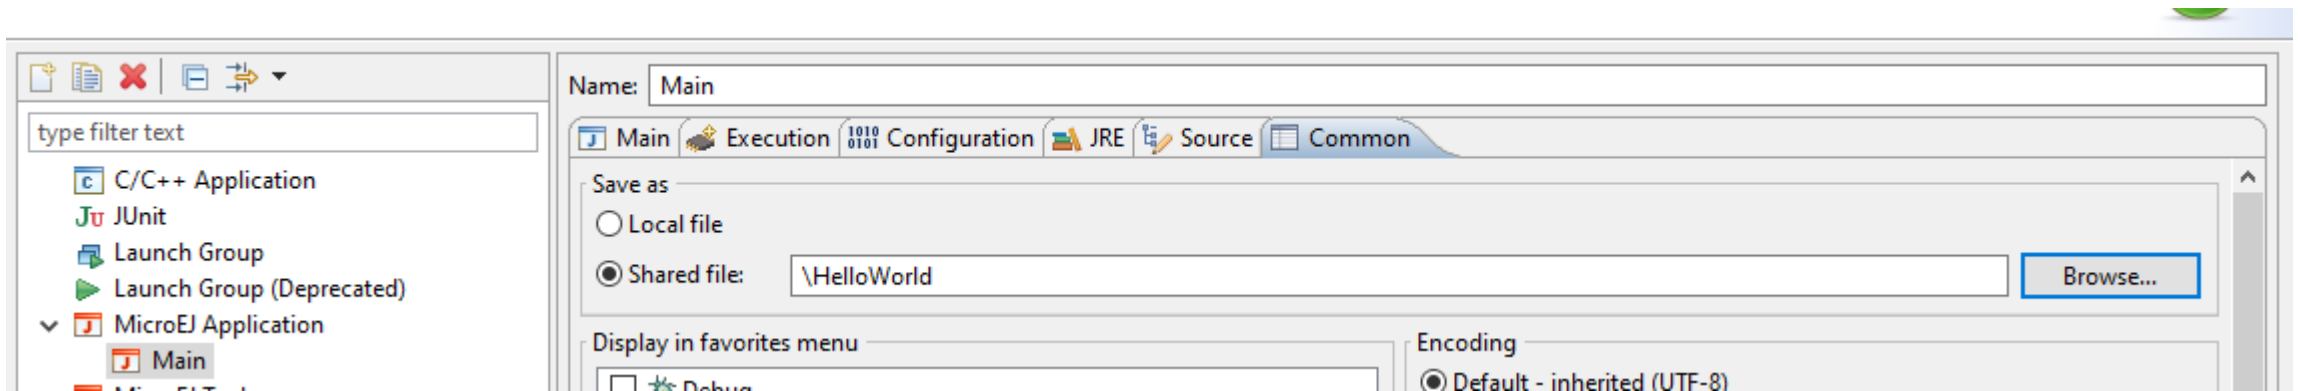 Name: Main
type filter text
Main Execution Configuration JRE Source Common
C/C++ Application
JUnit
Launch Group
Launch Group (Deprecated)
MicroEJ Application
Main
Save as
Local file
Shared file: \HelloWorld Browse...
Display in favorites menu
Debug
Encoding
Default - inherited (UTF-8)